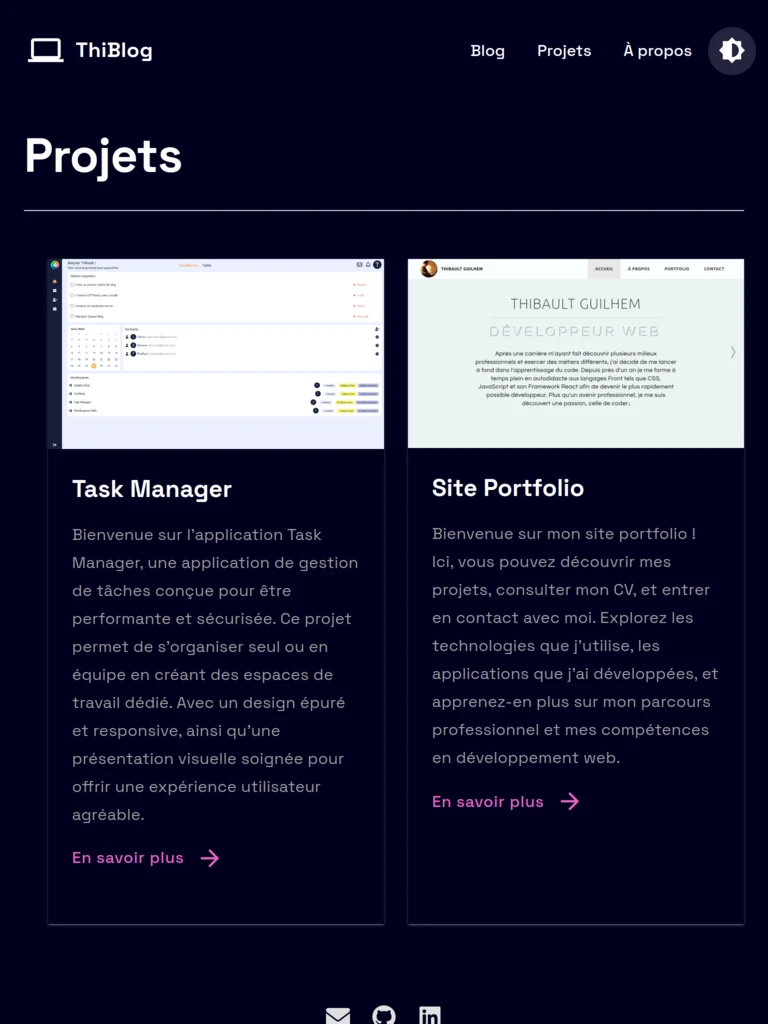 ThiBlog
Blog
Projets
À propos
Projets
Bonjour Thibault !
Tasks
Contacts
THIBAULT GUILHEM
ACCUEIL
À PROPOS
PORTFOLIO
CONTACT
THIBAULT GUILHEM
DÉVELOPPEUR WEB
Après une carrière m'ayant fait découvrir plusieurs milieux
professionnels et exercer des métiers différents, j'ai décidé de me lancer
à fond dans l'apprentissage du code. Depuis près d'un an je me forme à
temps plein en autodidacte aux langages Front tels que CSS,
JavaScript et son Framework React afin de devenir le plus rapidement
possible développeur. Plus qu'un avenir professionnel, je me suis
découvert une passion, celle de coder.
Task Manager
Bienvenue sur l'application Task
Manager, une application de gestion
de tâches conçue pour être
performante et sécurisée. Ce projet
permet de s'organiser seul ou en
équipe en créant des espaces de
travail dédié. Avec un design épuré
et responsive, ainsi qu'une
présentation visuelle soignée pour
offrir une expérience utilisateur
agréable.
En savoir plus
Site Portfolio
Bienvenue sur mon site portfolio !
Ici, vous pouvez découvrir mes
projets, consulter mon CV, et entrer
en contact avec moi. Explorez les
technologies que j'utilise, les
applications que j'ai développées, et
apprenez-en plus sur mon parcours
professionnel et mes compétences
en développement web.
En savoir plus